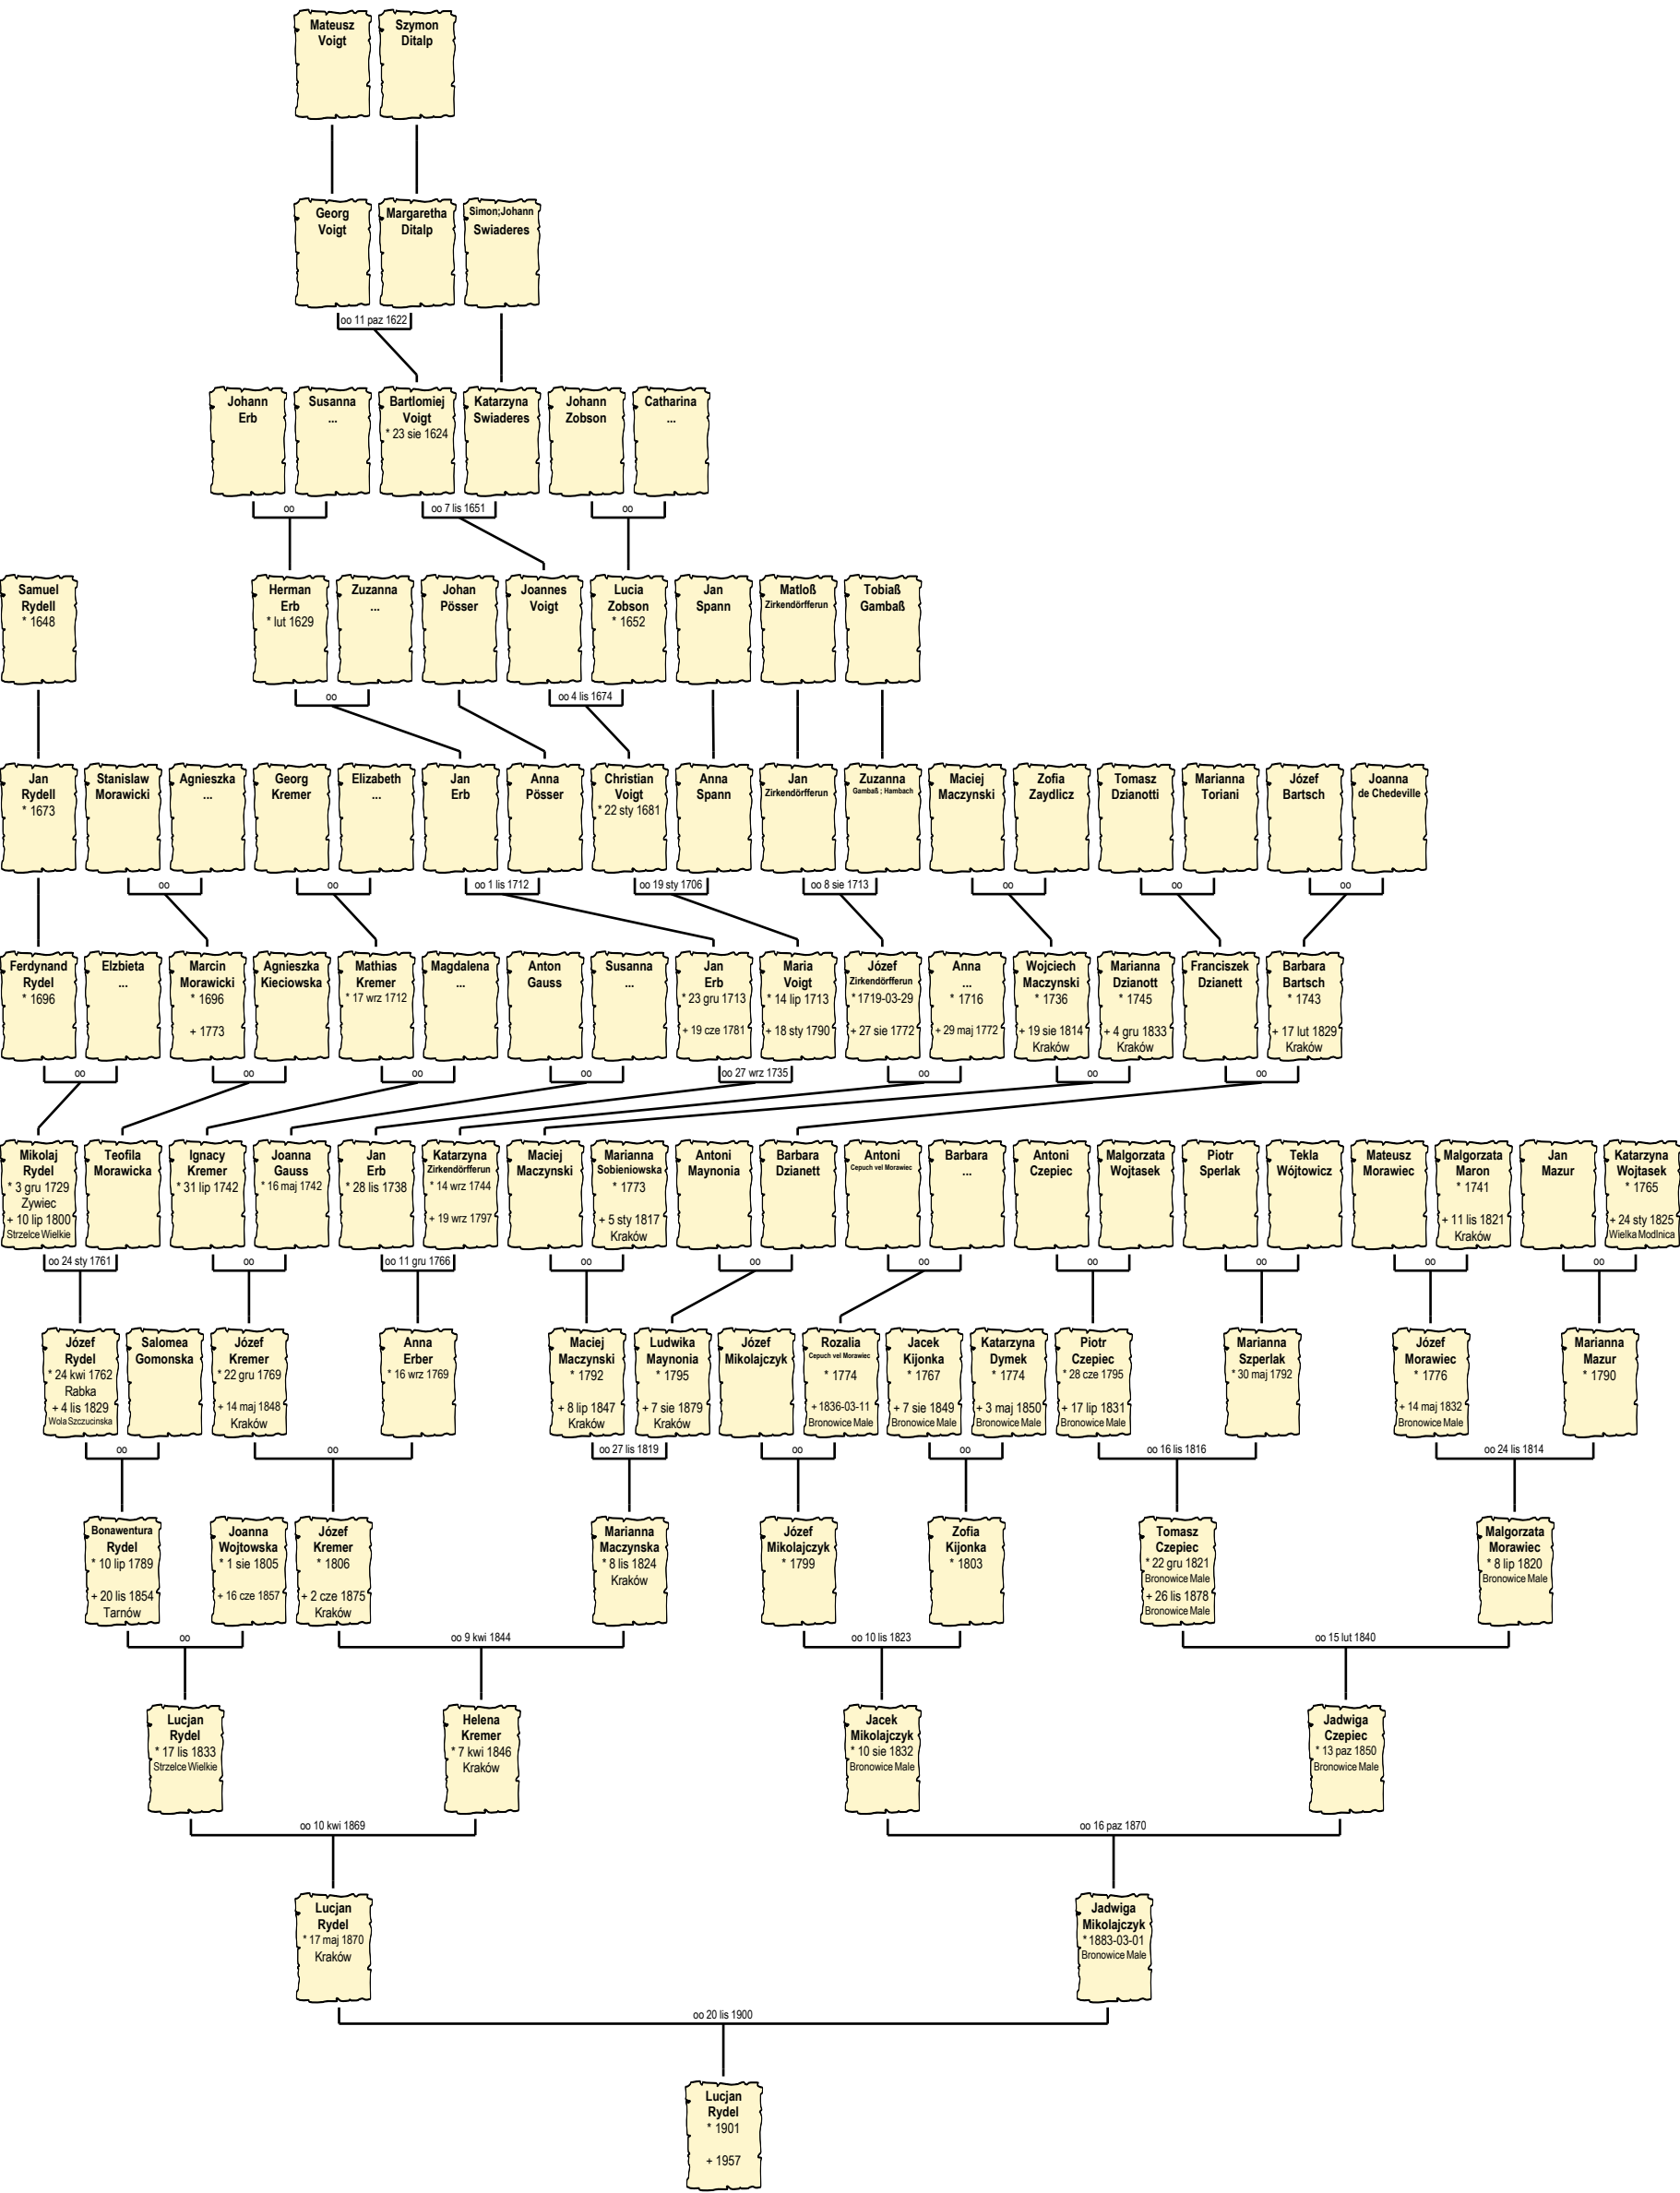 Mateusz
Voigt
Szymon
Ditalp
Georg
Voigt
Margaretha
Ditalp
Simon;Johann
Swiaderes
oo 11 paz 1622
Johann
Erb
Susanna
...
Bartlomiej
Voigt
* 23 sie 1624
Katarzyna
Swiaderes
Johann
Zobson
Catharina
...
oo
oo 7 lis 1651
oo
Samuel
Rydell
* 1648
Herman
Erb
* lut 1629
Zuzanna
...
Johan
Pösser
Joannes
Voigt
Lucia
Zobson
* 1652
Jan
Spann
Matloß
Zirkendörfferun
Tobiaß
Gambaß
oo
oo 4 lis 1674
Jan
Rydell
* 1673
Stanislaw
Morawicki
Agnieszka
...
Georg
Kremer
Elizabeth
...
Jan
Erb
Anna
Pösser
Christian
Voigt
* 22 sty 1681
Anna
Spann
Jan
Zirkendörfferun
Zuzanna
Gambaß ; Hambach
Maciej
Maczynski
Zofia
Zaydlicz
Tomasz
Dzianotti
Marianna
Toriani
Józef
Bartsch
Joanna
de Chedeville
oo
oo
oo 1 lis 1712
oo 19 sty 1706
oo 8 sie 1713
oo
oo
oo
Ferdynand
Rydel
* 1696
Elzbieta
...
Marcin
Morawicki
* 1696
+ 1773
Agnieszka
Kieciowska
Mathias
Kremer
* 17 wrz 1712
Magdalena
...
Anton
Gauss
Susanna
...
Jan
Erb
* 23 gru 1713
+ 19 cze 1781
Maria
Voigt
* 14 lip 1713
+ 18 sty 1790
Józef
Zirkendörfferun
* 1719-03-29
+ 27 sie 1772
Anna
...
* 1716
+ 29 maj 1772
Wojciech
Maczynski
* 1736
+ 19 sie 1814
Kraków
Marianna
Dzianott
* 1745
+ 4 gru 1833
Kraków
Franciszek
Dzianett
Barbara
Bartsch
* 1743
+ 17 lut 1829
Kraków
oo
oo
oo
oo
oo 27 wrz 1735
oo
oo
oo
Mikolaj
Rydel
* 3 gru 1729
Zywiec
+ 10 lip 1800
Strzelce Wielkie
Teofila
Morawicka
Ignacy
Kremer
* 31 lip 1742
Joanna
Gauss
* 16 maj 1742
Jan
Erb
* 28 lis 1738
Katarzyna
Zirkendörfferun
* 14 wrz 1744
+ 19 wrz 1797
Maciej
Maczynski
Marianna
Sobieniowska
* 1773
+ 5 sty 1817
Kraków
Antoni
Maynonia
Barbara
Dzianett
Antoni
Cepuch vel Morawiec
Barbara
...
Antoni
Czepiec
Malgorzata
Wojtasek
Piotr
Sperlak
Tekla
Wójtowicz
Mateusz
Morawiec
Malgorzata
Maron
* 1741
+ 11 lis 1821
Kraków
Jan
Mazur
Katarzyna
Wojtasek
* 1765
+ 24 sty 1825
Wielka Modlnica
oo 24 sty 1761
oo
oo 11 gru 1766
oo
oo
oo
oo
oo
oo
oo
Józef
Rydel
* 24 kwi 1762
Rabka
+ 4 lis 1829
Wola Szczucinska
Salomea
Gomonska
Józef
Kremer
* 22 gru 1769
+ 14 maj 1848
Kraków
Anna
Erber
* 16 wrz 1769
Maciej
Maczynski
* 1792
+ 8 lip 1847
Kraków
Ludwika
Maynonia
* 1795
+ 7 sie 1879
Kraków
Józef
Mikolajczyk
Rozalia
Cepuch vel Morawiec
* 1774
+ 1836-03-11
Bronowice Male
Jacek
Kijonka
* 1767
+ 7 sie 1849
Bronowice Male
Katarzyna
Dymek
* 1774
+ 3 maj 1850
Bronowice Male
Piotr
Czepiec
* 28 cze 1795
+ 17 lip 1831
Bronowice Male
Marianna
Szperlak
* 30 maj 1792
Józef
Morawiec
* 1776
+ 14 maj 1832
Bronowice Male
Marianna
Mazur
* 1790
oo
oo
oo 27 lis 1819
oo
oo
oo 16 lis 1816
oo 24 lis 1814
Bonawentura
Rydel
* 10 lip 1789
+ 20 lis 1854
Tarnów
Joanna
Wojtowska
* 1 sie 1805
+ 16 cze 1857
Józef
Kremer
* 1806
+ 2 cze 1875
Kraków
Marianna
Maczynska
* 8 lis 1824
Kraków
Józef
Mikolajczyk
* 1799
Zofia
Kijonka
* 1803
Tomasz
Czepiec
* 22 gru 1821
Bronowice Male
+ 26 lis 1878
Bronowice Male
Malgorzata
Morawiec
* 8 lip 1820
Bronowice Male
oo
oo 9 kwi 1844
oo 10 lis 1823
oo 15 lut 1840
Lucjan
Rydel
* 17 lis 1833
Strzelce Wielkie
Helena
Kremer
* 7 kwi 1846
Kraków
Jacek
Mikolajczyk
* 10 sie 1832
Bronowice Male
Jadwiga
Czepiec
* 13 paz 1850
Bronowice Male
oo 10 kwi 1869
oo 16 paz 1870
Lucjan
Rydel
* 17 maj 1870
Kraków
Jadwiga
Mikolajczyk
* 1883-03-01
Bronowice Male
oo 20 lis 1900
Lucjan
Rydel
* 1901
+ 1957